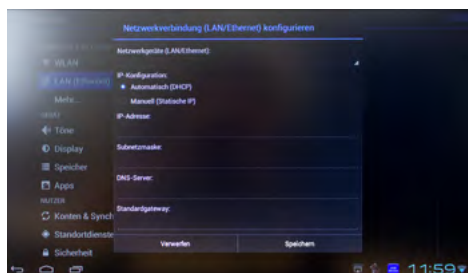 Netzwerkverbindung (LAN/Ethernet) konfigurieren
Netzwerkgeräte (LAN/Ethernet):
WLAN
LAN (Ethernet)
IP-Konfiguration:
Automatisch (DHCP)
Mehr...
Manuell (Statische IP)
IP-Adresse:
Töne
Display
Subnetzmaske:
Speicher
Apps
DNS-Server:
NUTZER
Konten & Synch
Standardgateway:
Standortdienste
Sicherheit
Verwerfen
Speichern
11:59